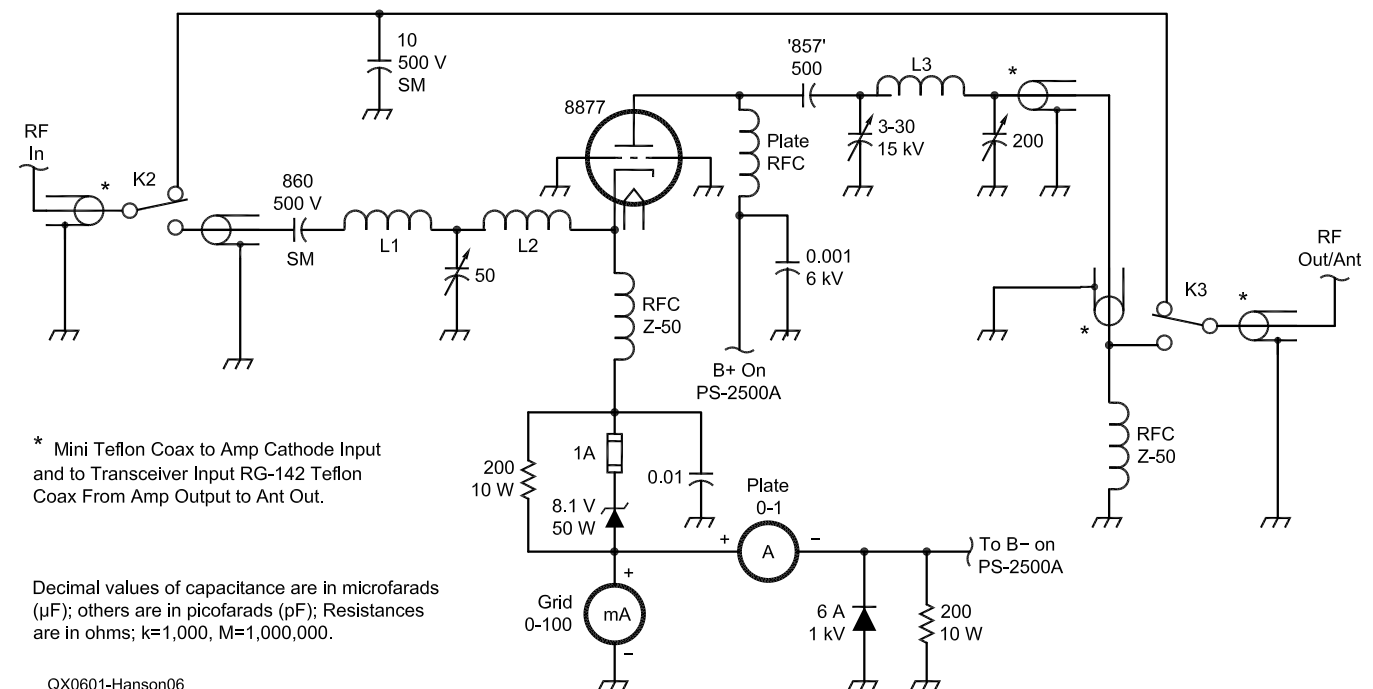 10
500 V
SM
'857'
500
L3
*
8877
RF
In
*
K2
3-30
15 kV
200
Plate
RFC
860
500 V
SM
L1
L2
50
0.001
6 kV
RF
Out/Ant
K3
*
*
RFC
Z-50
B+ On
PS-2500A
RFC
Z-50
* Mini Teflon Coax to Amp Cathode Input
and to Transceiver Input RG-142 Teflon
Coax From Amp Output to Ant Out.
200
10 W
1A
0.01
8.1 V
50 W
Plate
0-1
+
A
−
To B− on
PS-2500A
Decimal values of capacitance are in microfarads
(µF); others are in picofarads (pF); Resistances
are in ohms; k=1,000, M=1,000,000.
+
Grid
0-100
mA
−
6 A
1 kV
200
10 W
QX0601-Hanson06